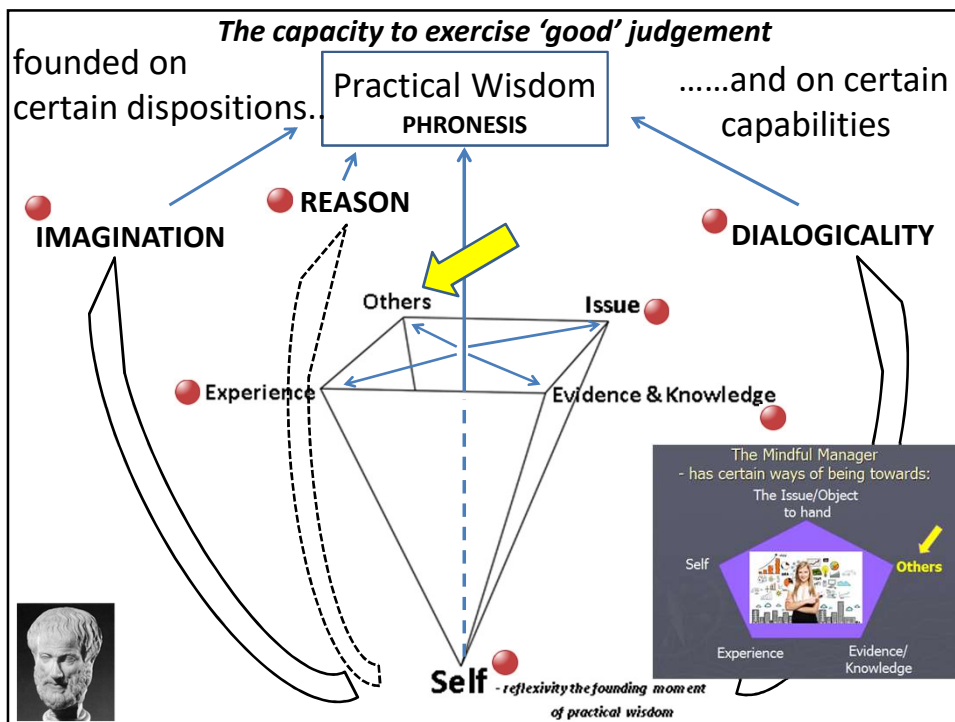 The capacity to exercise ‘good’ judgement
founded on
certain dispositions..
Practical Wisdom
PHRONESIS
……and on certain
capabilities
IMAGINATION
REASON
DIALOGICALITY
Others
Issue
Experience
Evidence & Knowledge
The Mindful Manager
- has certain ways of being towards:
The Issue/Object
to hand
Self
Others
Experience
Evidence/
Knowledge
Self - reflexivity the founding moment
of practical wisdom